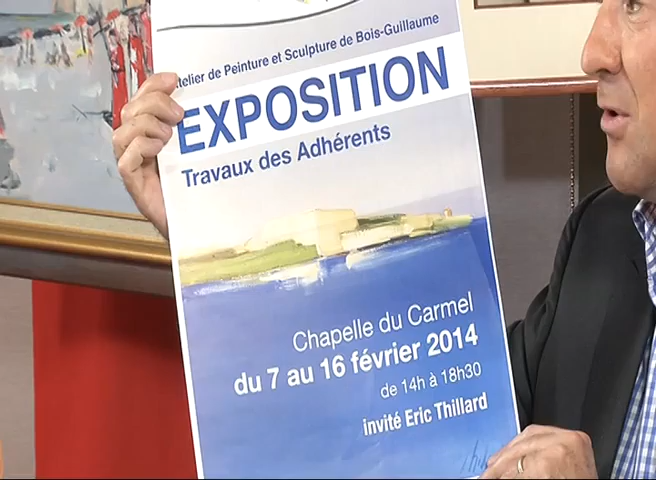 Atelier de Peinture et Sculpture de Bois-Guillaume
EXPOSITION
Travaux des Adhérents
Chapelle du Carmel
du 7 au 16 février 2014
de 14h à 18h30
invité Eric Thillard